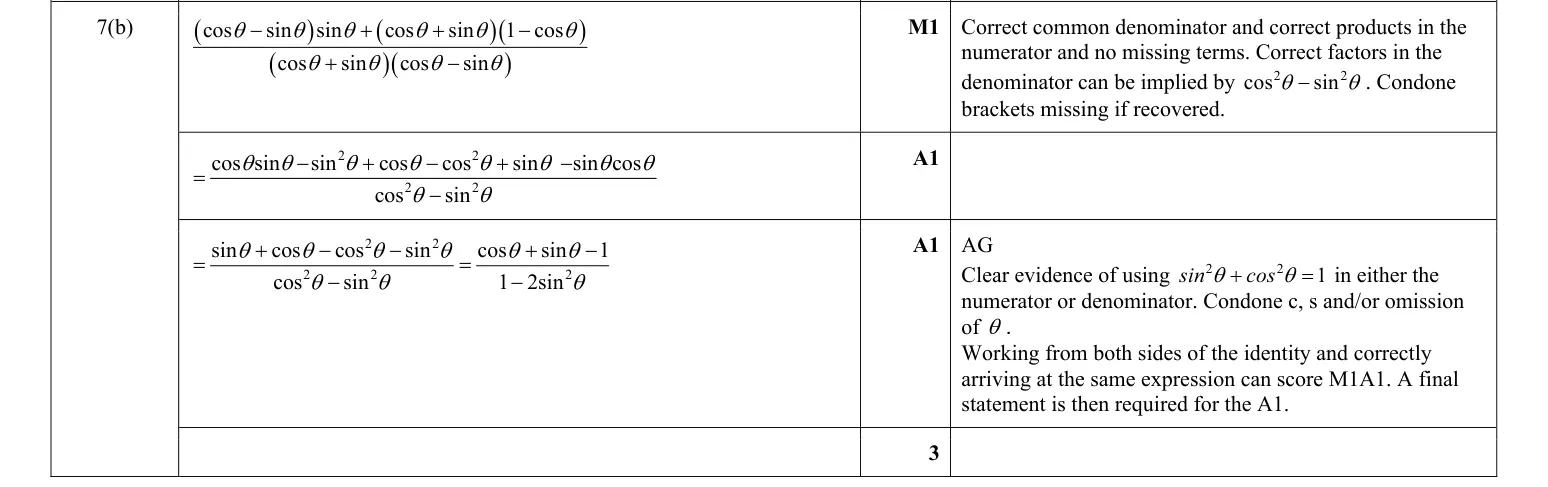 7(b)
(cosθ − sinθ)sinθ + (cosθ + sinθ)(1 − cosθ)
(cosθ + sinθ)(cosθ − sinθ)
M1
Correct common denominator and correct products in the
numerator and no missing terms. Correct factors in the
denominator can be implied by cos²θ − sin²θ . Condone
brackets missing if recovered.
= cosθsinθ − sin²θ + cosθ − cos²θ + sinθ −sinθcosθ
cos²θ − sin²θ
A1
= sinθ + cosθ − cos²θ − sin²θ = cosθ + sinθ − 1
cos²θ − sin²θ 1 − 2sin²θ
A1
AG
Clear evidence of using sin²θ + cos²θ = 1 in either the
numerator or denominator. Condone c, s and/or omission
of θ .
Working from both sides of the identity and correctly
arriving at the same expression can score M1A1. A final
statement is then required for the A1.
3